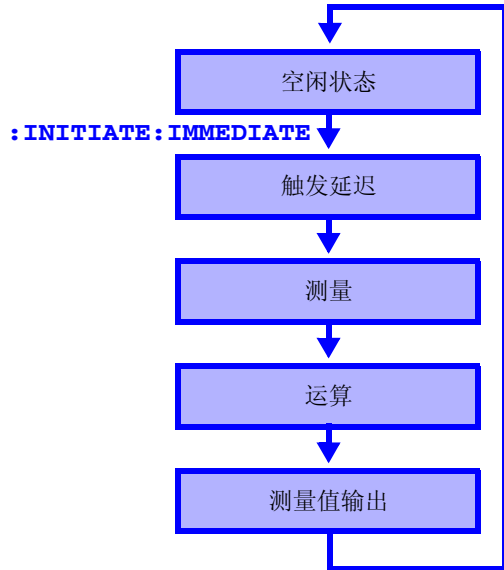 空闲状态
:INITIATE:IMMEDIATE
触发延迟
测量
运算
测量值输出